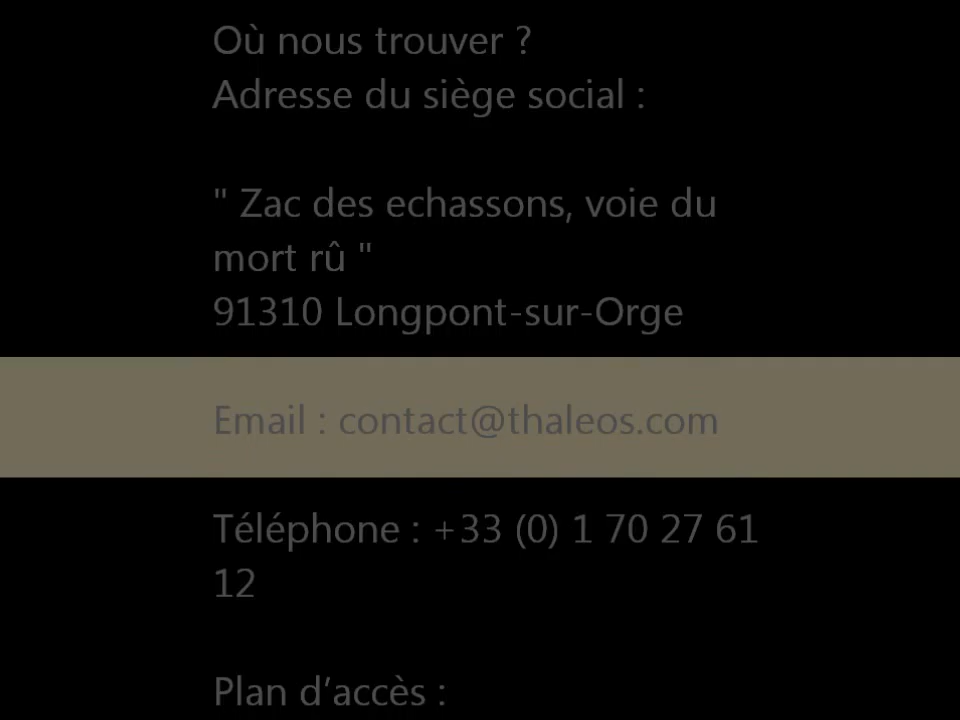 Où nous trouver ?
Adresse du siège social :
" Zac des echassons, voie du
mort rû "
91310 Longpont-sur-Orge
Email : contact@thaleos.com
Téléphone : +33 (0) 1 70 27 61
12
Plan d’accès :